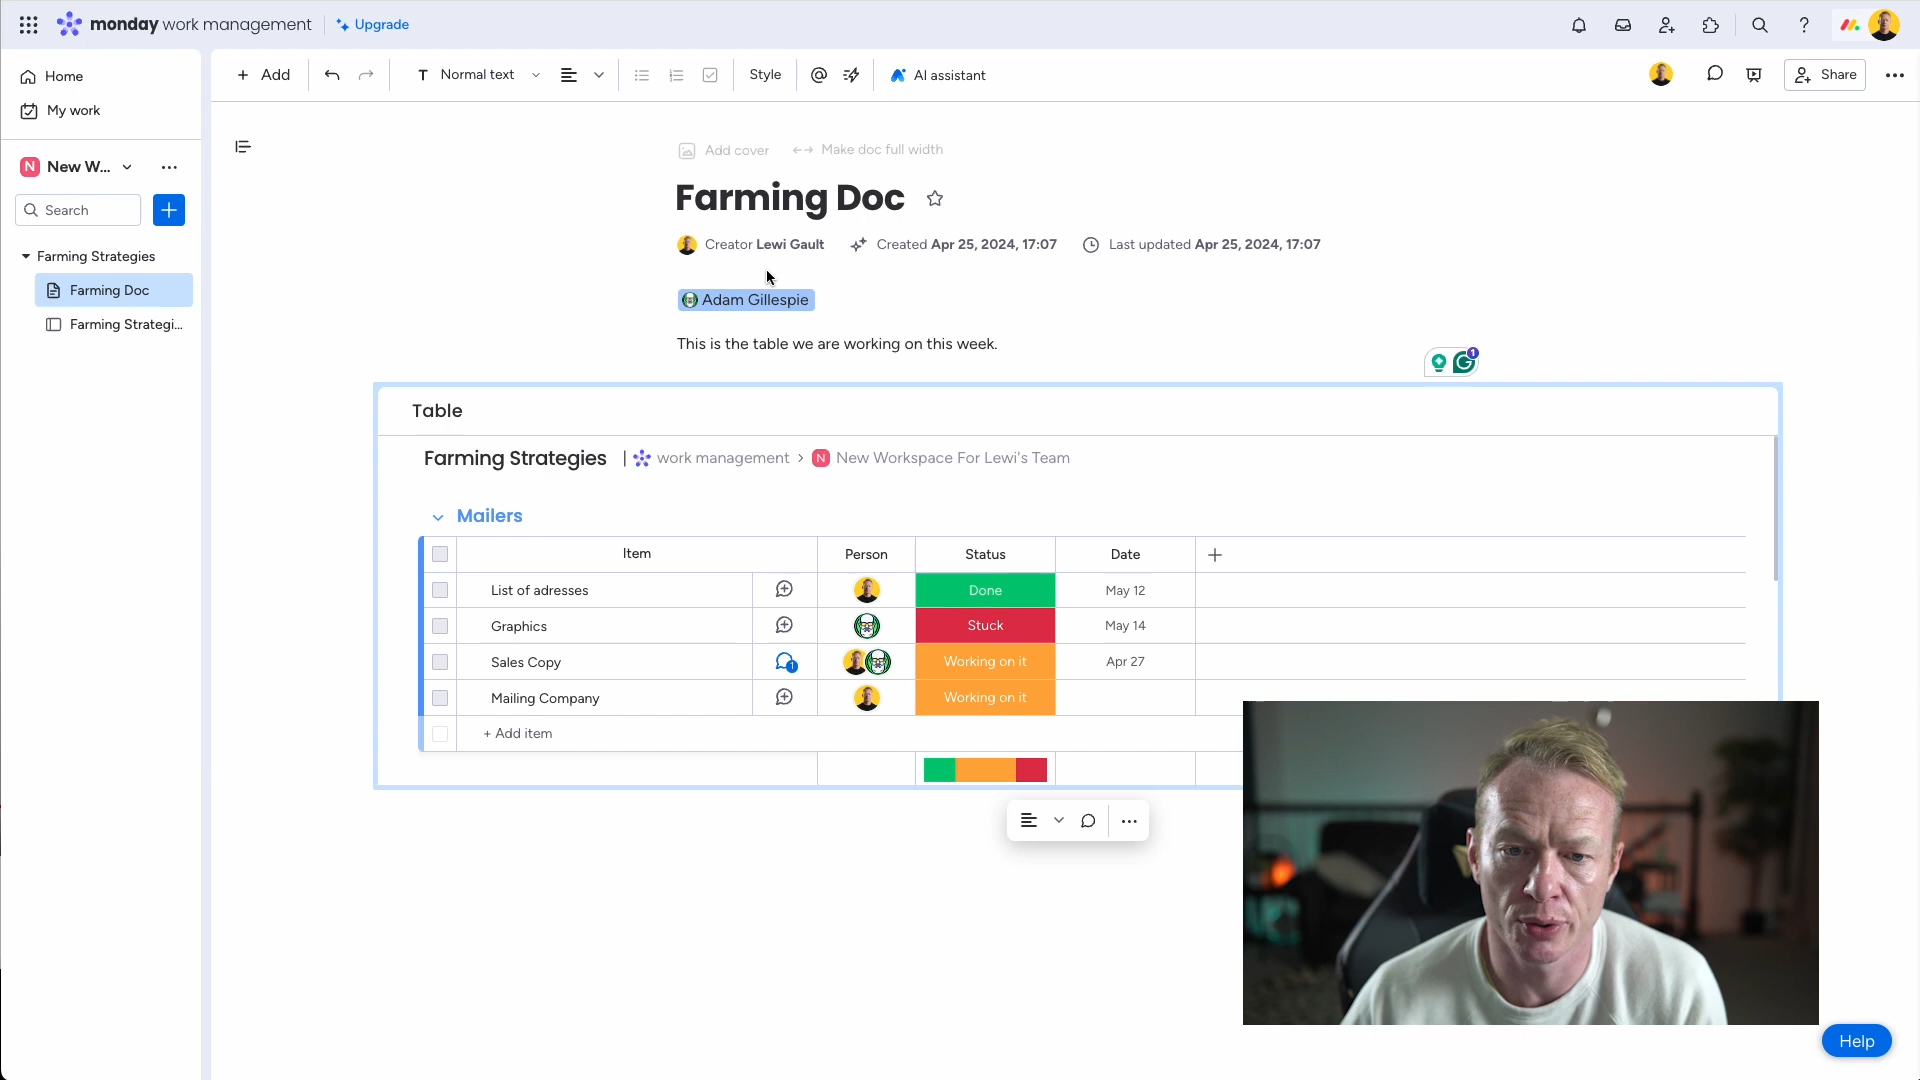 monday work management
Upgrade
Home
My work
N New W...
Search
Farming Strategies
Farming Doc
Farming Strategi...
Add
T Normal text
Style
AI assistant
Share
Add cover
Make doc full width
Farming Doc
Creator Lewi Gault
Created Apr 25, 2024, 17:07
Last updated Apr 25, 2024, 17:07
Adam Gillespie
This is the table we are working on this week.
1
Table
Farming Strategies | work management > N New Workspace For Lewi's Team
Mailers
Item Person Status Date
List of adresses Done May 12
Graphics Stuck May 14
Sales Copy 1 Working on it Apr 27
Mailing Company Working on it
+ Add item
Help